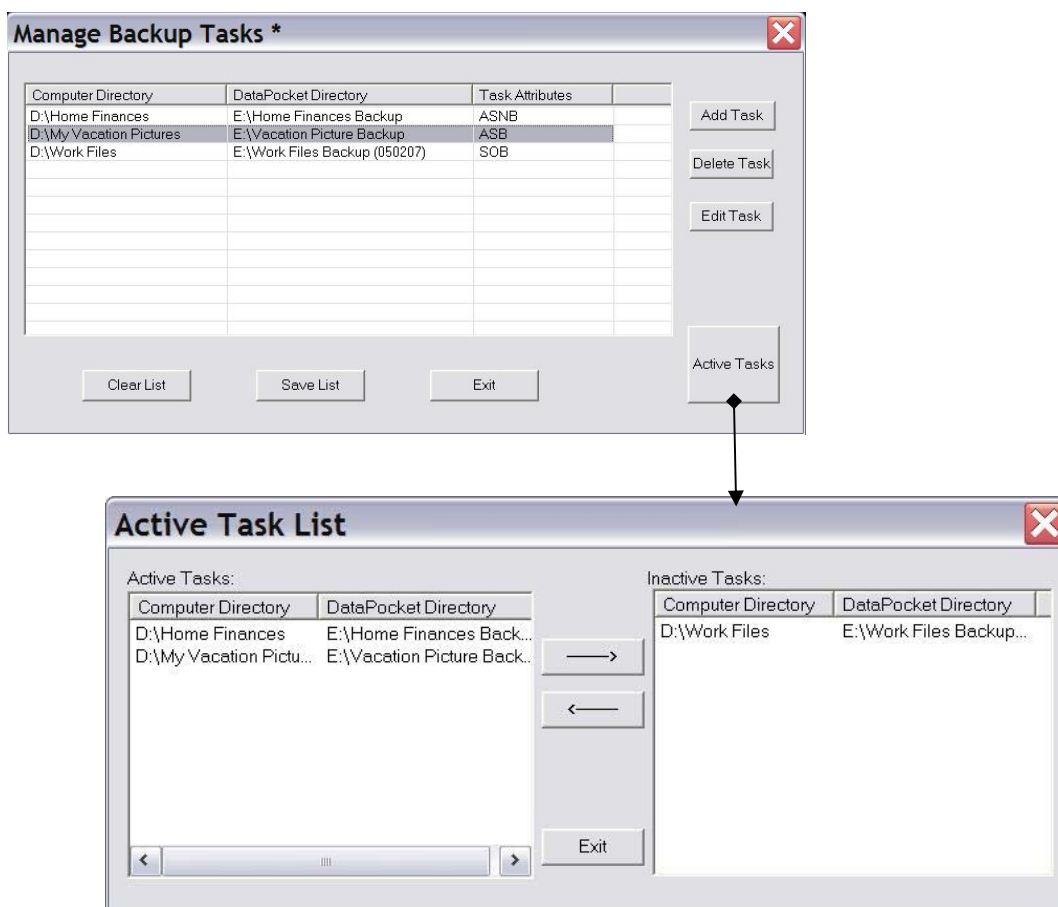 Manage Backup Tasks *
Computer Directory DataPocket Directory Task Attributes
D:\Home Finances E:\Home Finances Backup ASNB
D:\My Vacation Pictures E:\Vacation Picture Backup ASB
D:\Work Files E:\Work Files Backup (050207) SOB
Add Task
Delete Task
Edit Task
Active Tasks
Clear List Save List Exit
Active Task List
Active Tasks:
Computer Directory DataPocket Directory
D:\Home Finances E:\Home Finances Back...
D:\My Vacation Pictu... E:\Vacation Picture Back..
--->
<---
Exit
Inactive Tasks:
Computer Directory DataPocket Directory
D:\Work Files E:\Work Files Backup...